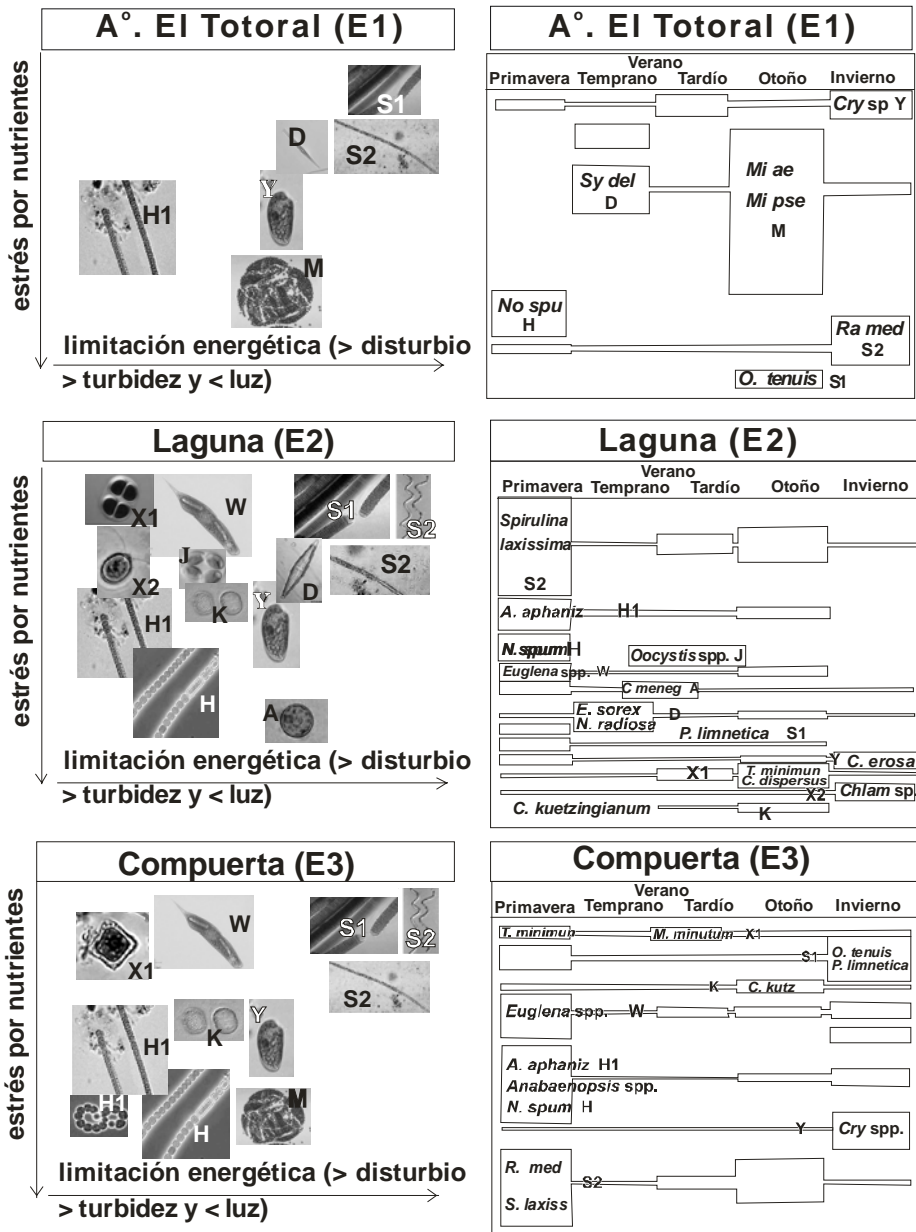 A°. El Totoral (E1)
estrés por nutrientes
S1
D
S2
Y
H1
M
limitación energética (> disturbio
> turbidez y < luz)
A°. El Totoral (E1)
Verano
Primavera Temprano Tardío Otoño Invierno
Cry sp Y
Sy del
D
Mi ae
Mi pse
M
No spu
H
Ra med
S2
O. tenuis S1
Laguna (E2)
estrés por nutrientes
X1
W
S1
S2
X2
J
D
S2
K
Y
H1
H
A
limitación energética (> disturbio
> turbidez y < luz)
Laguna (E2)
Verano
Primavera Temprano Tardío Otoño Invierno
Spirulina
laxissima
S2
A. aphaniz H1
N. spum H
Oocystis spp. J
Euglena spp. W
C meneg A
E. sorex
N. radiosa
D
P. limnetica S1
Y C. erosa
X1
T. minimun
C. dispersus
X2 Chlam sp.
C. kuetzingianum
K
Compuerta (E3)
estrés por nutrientes
X1
W
S1
S2
S2
K
Y
H1
H1
H
M
limitación energética (> disturbio
> turbidez y < luz)
Compuerta (E3)
Verano
Primavera Temprano Tardío Otoño Invierno
T. minimun
M. minutum X1
S1
O. tenuis
P. limnetica
K
C. kutz
Euglena spp. W
A. aphaniz H1
Anabaenopsis spp.
N. spum H
Y
Cry spp.
R. med
S2
S. laxiss